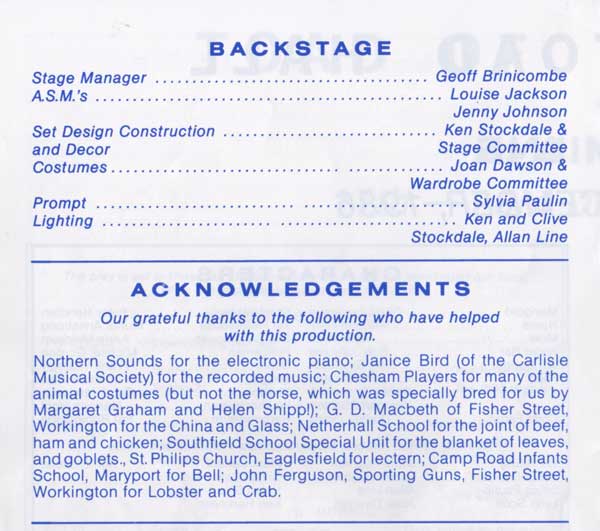 BACKSTAGE
Stage Manager ........................................ Geoff Brinicombe
A.S.M.'s .................................................... Louise Jackson
Jenny Johnson
Set Design Construction ....................... Ken Stockdale &
and Decor Stage Committee
Costumes .................................................. Joan Dawson &
Wardrobe Committee
Prompt ...................................................... Sylvia Paulin
Lighting ..................................................... Ken and Clive
Stockdale, Allan Line
ACKNOWLEDGEMENTS
Our grateful thanks to the following who have helped
with this production.
Northern Sounds for the electronic piano; Janice Bird (of the Carlisle
Musical Society) for the recorded music; Chesham Players for many of the
animal costumes (but not the horse, which was specially bred for us by
Margaret Graham and Helen Shipp!); G. D. Macbeth of Fisher Street,
Workington for the China and Glass; Netherhall School for the joint of beef,
ham and chicken; Southfield School Special Unit for the blanket of leaves,
and goblets., St. Philips Church, Eaglesfield for lectern; Camp Road Infants
School, Maryport for Bell; John Ferguson, Sporting Guns, Fisher Street,
Workington for Lobster and Crab.